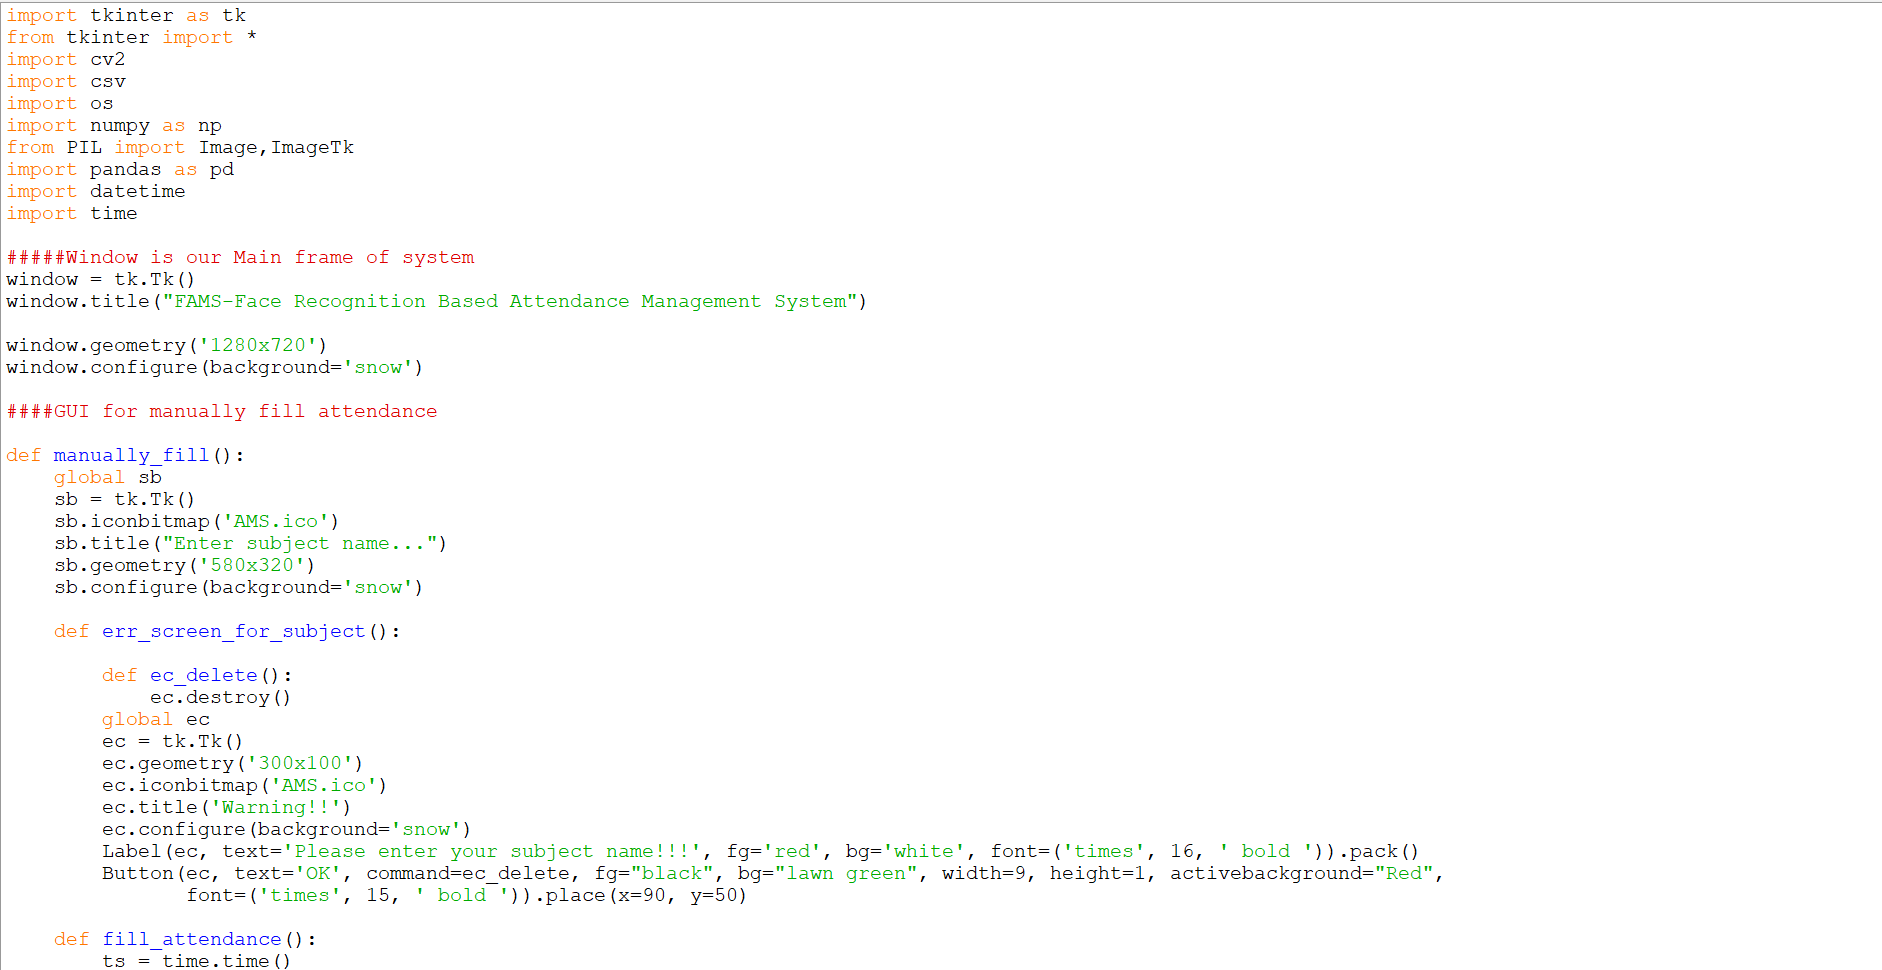 import tkinter as tk
from tkinter import *
import cv2
import csv
import os
import numpy as np
from PIL import Image,ImageTk
import pandas as pd
import datetime
import time

#####Window is our Main frame of system
window = tk.Tk()
window.title("FAMS-Face Recognition Based Attendance Management System")

window.geometry('1280x720')
window.configure(background='snow')

####GUI for manually fill attendance

def manually_fill():
    global sb
    sb = tk.Tk()
    sb.iconbitmap('AMS.ico')
    sb.title("Enter subject name...")
    sb.geometry('580x320')
    sb.configure(background='snow')

    def err_screen_for_subject():

        def ec_delete():
            ec.destroy()
        global ec
        ec = tk.Tk()
        ec.geometry('300x100')
        ec.iconbitmap('AMS.ico')
        ec.title('Warning!!')
        ec.configure(background='snow')
        Label(ec, text='Please enter your subject name!!!', fg='red', bg='white', font=('times', 16, ' bold ')).pack()
        Button(ec, text='OK', command=ec_delete, fg="black", bg="lawn green", width=9, height=1, activebackground="Red",
               font=('times', 15, ' bold ')).place(x=90, y=50)

    def fill_attendance():
        ts = time.time()